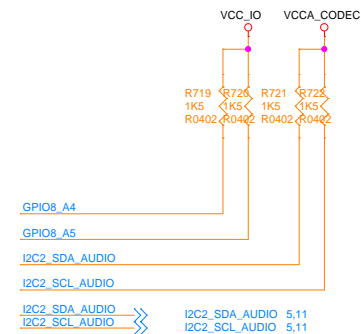 VCC_IO VCCA_CODEC
R719 R720 R721 R722
1K5 1K5 1K5 1K5
R0402 R0402 R0402 R0402
GPIO8_A4
GPIO8_A5
I2C2_SDA_AUDIO
I2C2_SCL_AUDIO
I2C2_SDA_AUDIO I2C2_SDA_AUDIO 5,11
I2C2_SCL_AUDIO I2C2_SCL_AUDIO 5,11